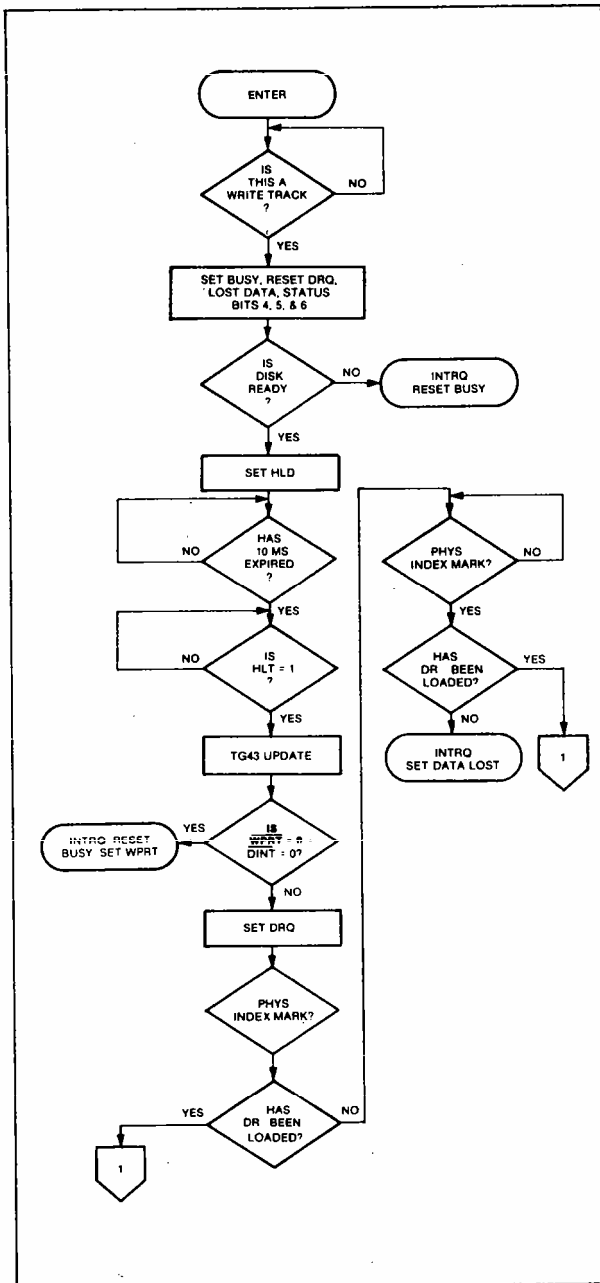 ENTER
IS
THIS A
WRITE TRACK
?
NO
YES
SET BUSY, RESET DRQ,
LOST DATA, STATUS
BITS 4, 5, & 6
IS
DISK
READY
?
NO
INTRQ
RESET BUSY
YES
SET HLD
HAS
10 MS
EXPIRED
?
NO
YES
IS
HLT = 1
?
NO
YES
TG43 UPDATE
IS
WPRT = 0
DINT = 0?
YES
INTRQ RESET
BUSY SET WPRT
NO
SET DRQ
PHYS
INDEX MARK?
HAS
DR BEEN
LOADED?
YES
NO
1
PHYS
INDEX MARK?
NO
YES
HAS
DR BEEN
LOADED?
YES
NO
INTRQ
SET DATA LOST
1